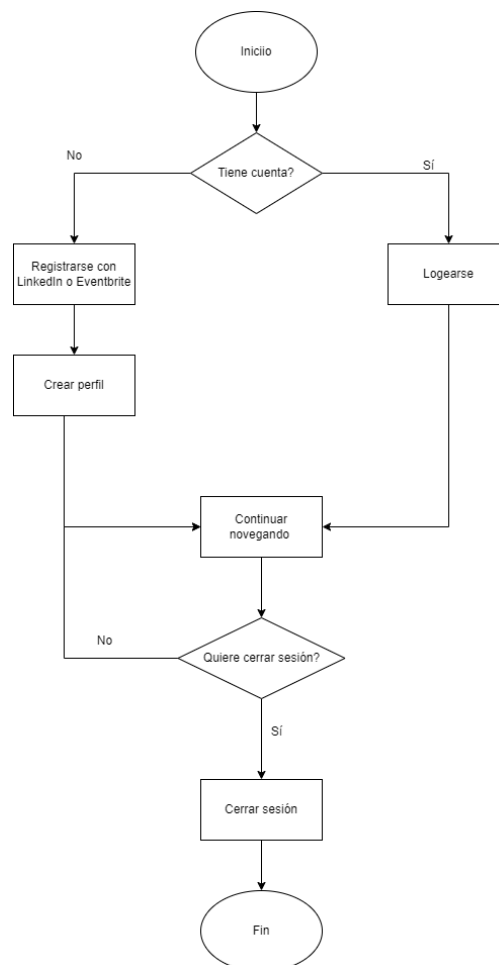 Iniciio
No
Tiene cuenta?
Sí
Registrarse con
LinkedIn o Eventbrite
Logearse
Crear perfil
Continuar
novegando
No
Quiere cerrar sesión?
Sí
Cerrar sesión
Fin